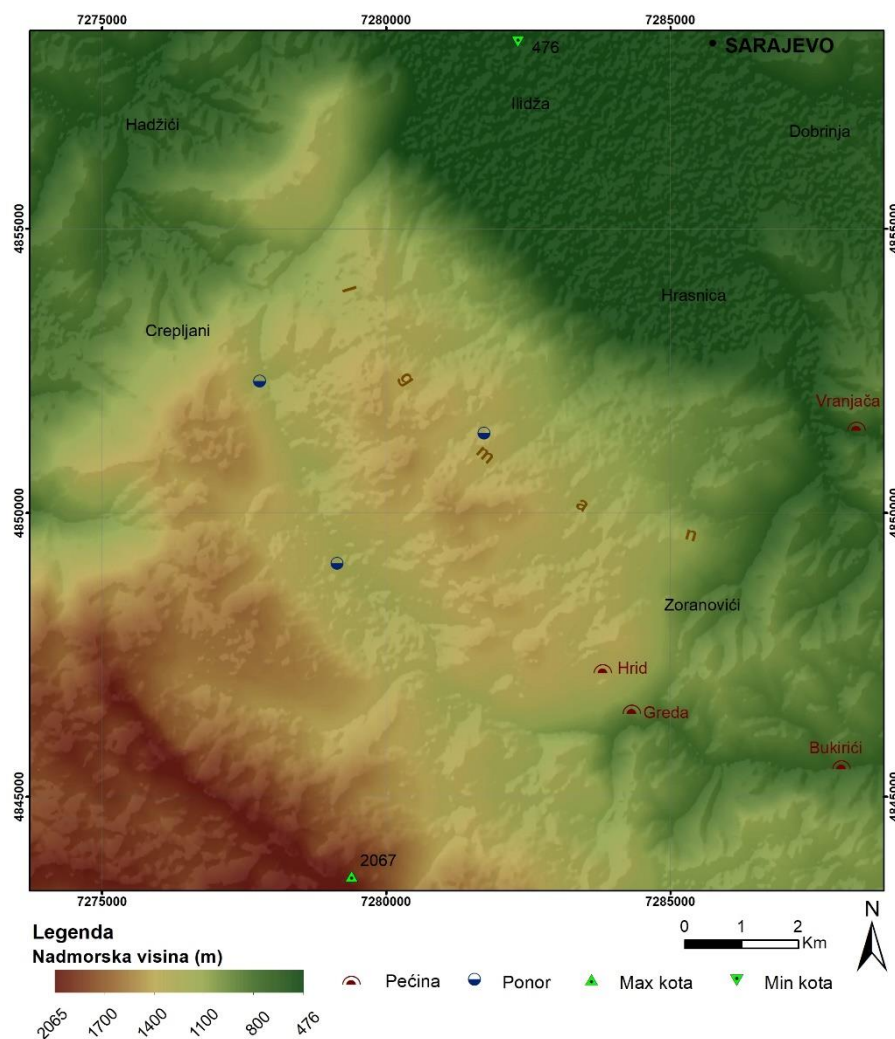 7275000 7280000 7285000
476
SARAJEVO
Ilidža
Hadžići
Dobrinja
4855000 4855000
I
Hrasnica
Crepljani
g
Vranjača
m
a
4850000 4850000
n
Zoranovići
Hrid
Greda
Bukirići
4845000 4845000
2067
7275000 7280000 7285000
Legenda
Nadmorska visina (m)
2065 1700 1400 1100 800 476
Pećina
Ponor
Max kota
Min kota
0 1 2
Km
N